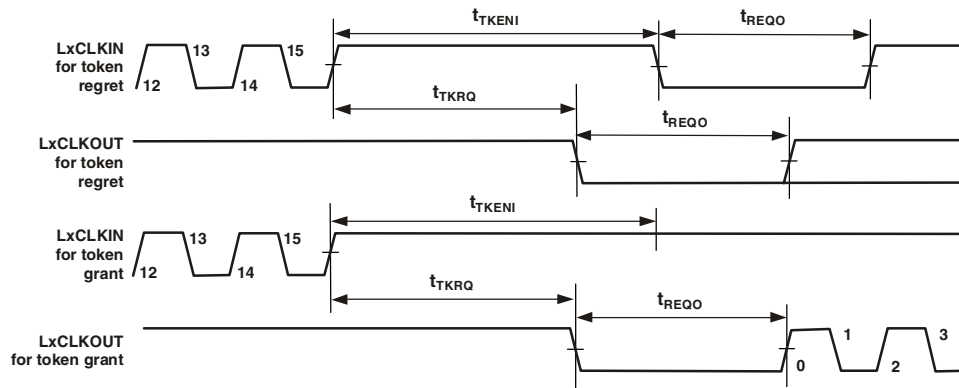 tTKENI
tREQO
LxCLKIN
for token
regret
12
13
14
15
tTKRQ
LxCLKOUT
for token
regret
tREQO
tTKENI
LxCLKIN
for token
grant
12
13
14
15
tTKRQ
tREQO
LxCLKOUT
for token grant
0
1
2
3